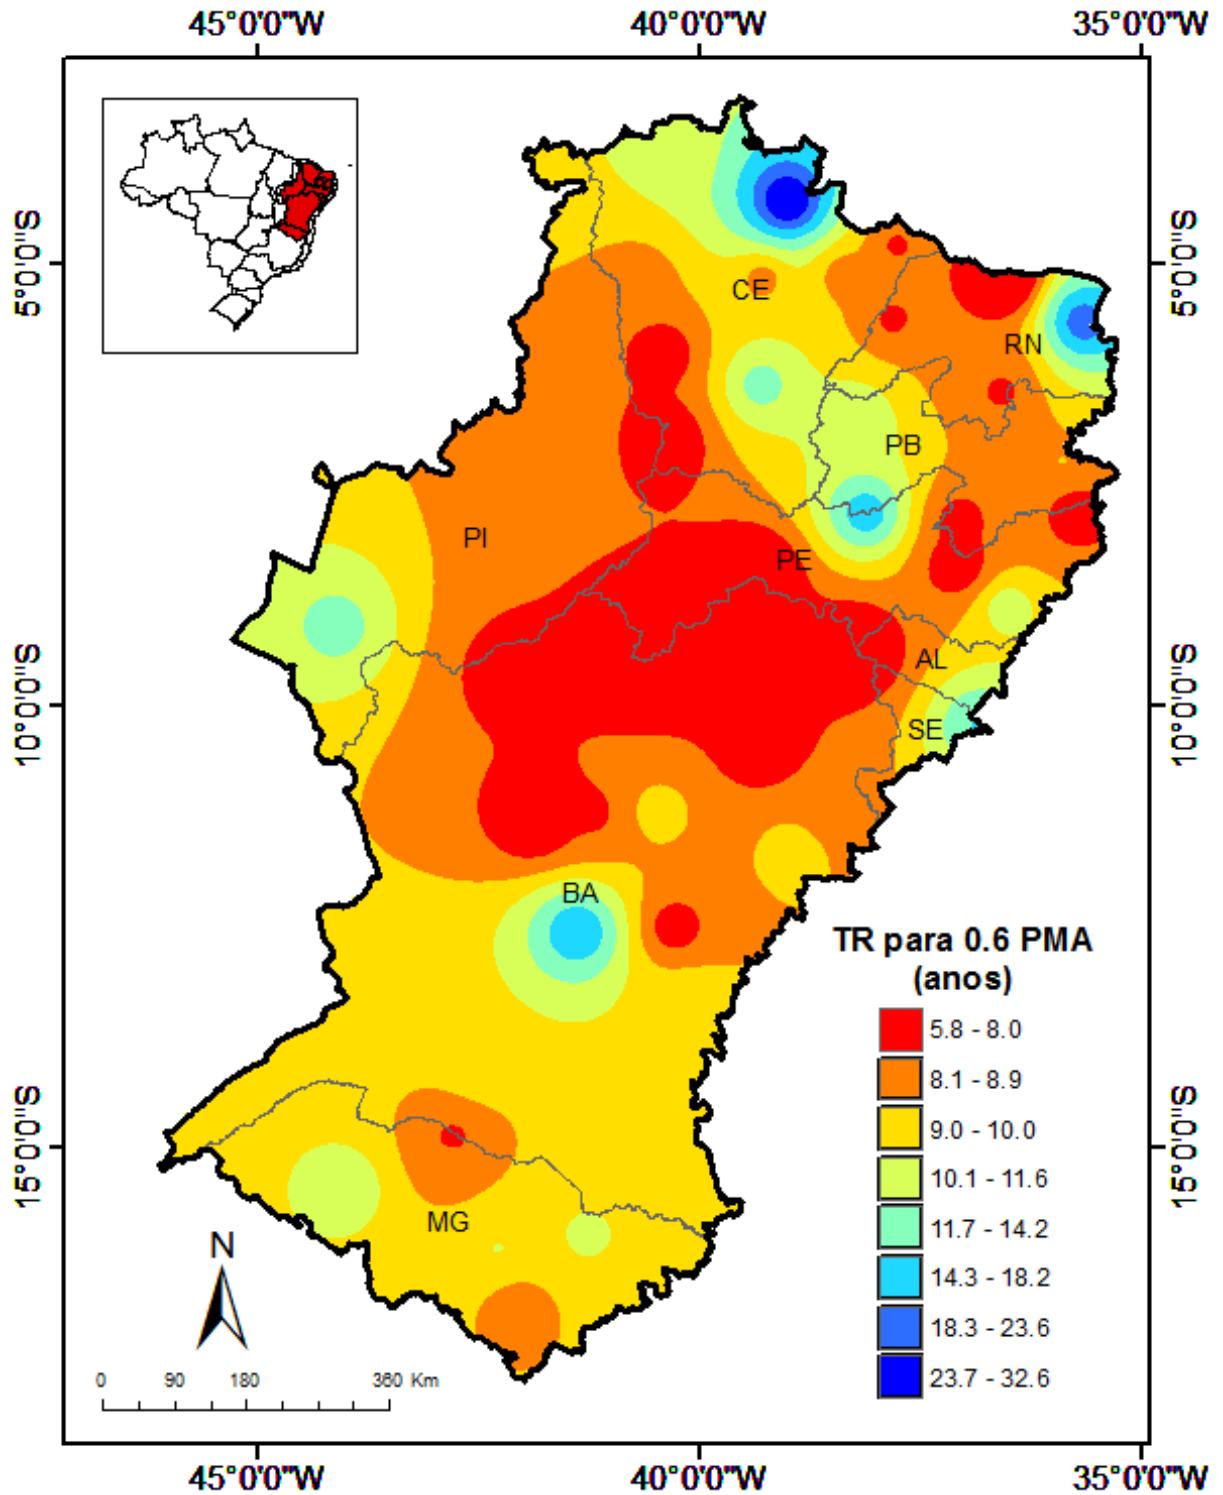 45°0'0"W
40°0'0"W
35°0'0"W
5°0'0"S
5°0'0"S
CE
RN
PB
PI
PE
AL
10°0'0"S
10°0'0"S
SE
BA
TR para 0.6 PMA
(anos)
5.8 - 8.0
8.1 - 8.9
9.0 - 10.0
10.1 - 11.6
11.7 - 14.2
14.3 - 18.2
18.3 - 23.6
23.7 - 32.6
15°0'0"S
15°0'0"S
MG
N
0 90 180 360 Km
45°0'0"W
40°0'0"W
35°0'0"W